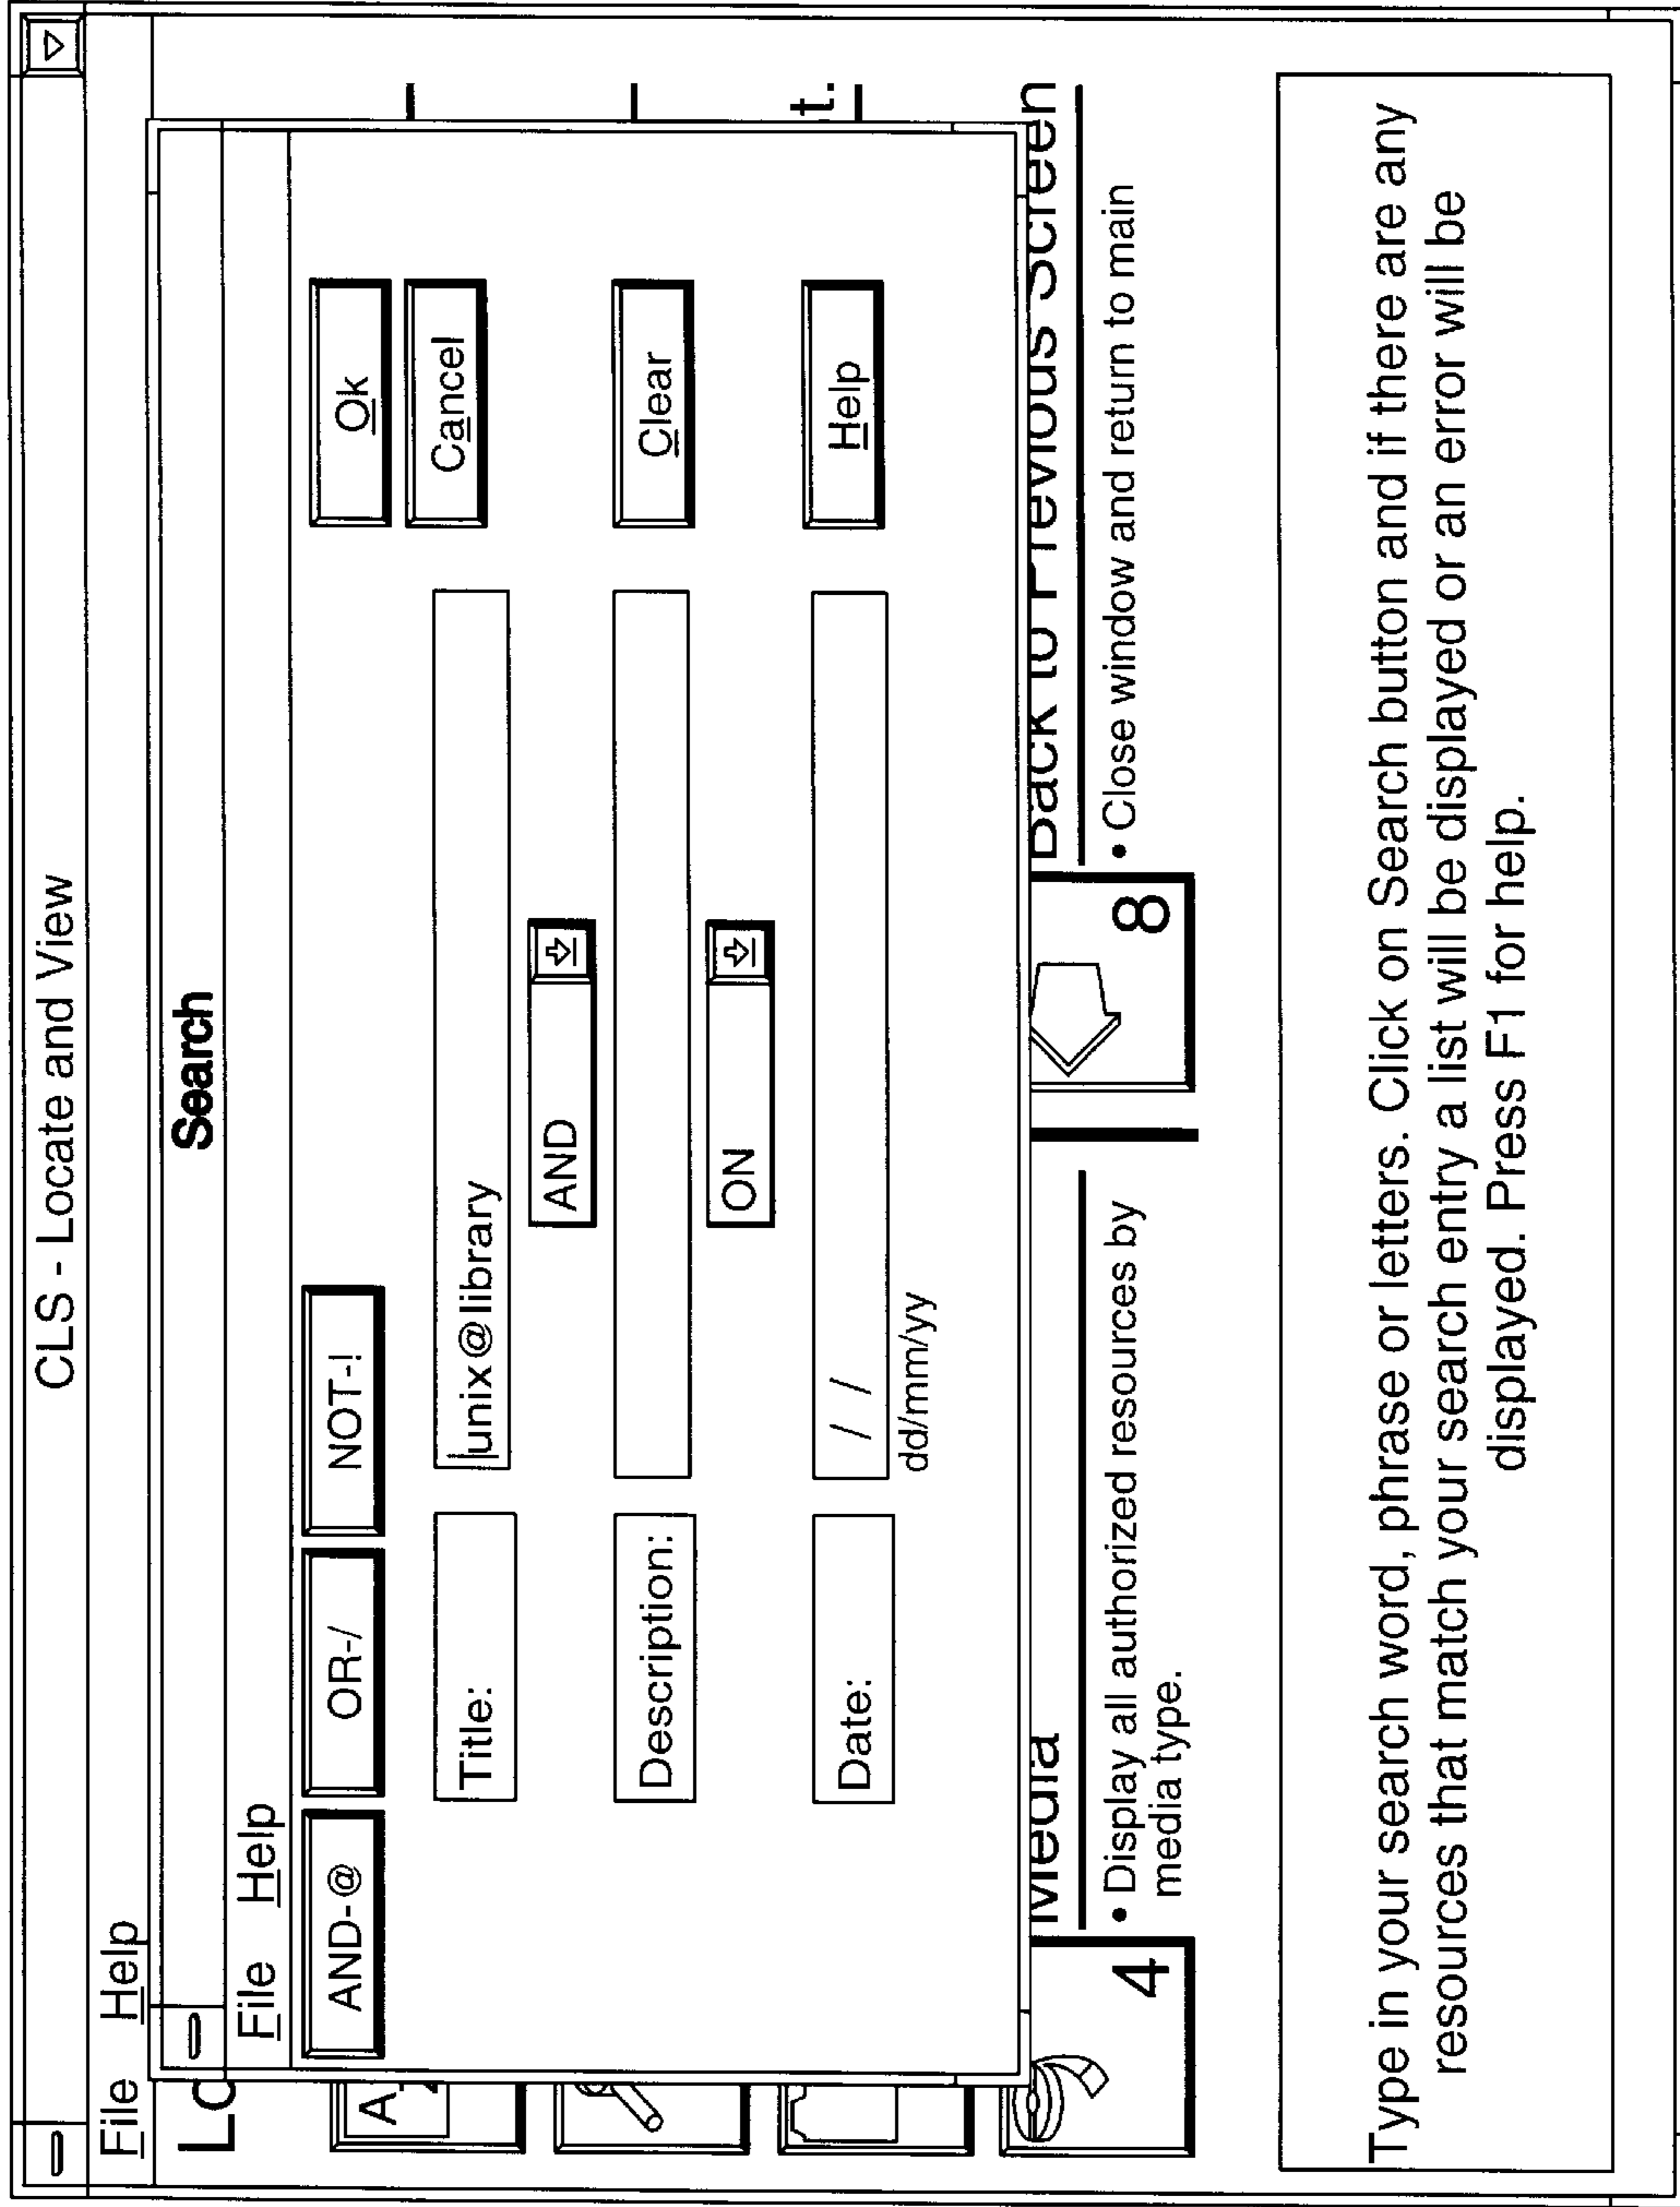 CLS - Locate and View
File Help
Search
File Help
AND-@ OR-/ NOT-!
Ok
Cancel
Title: unix@library
AND
Description:
Clear
ON
Date: / /
dd/mm/yy
Help
t.
4 Media
• Display all authorized resources by
media type.
8 Back to Previous Screen
• Close window and return to main
Type in your search word, phrase or letters. Click on Search button and if there are any
resources that match your search entry a list will be displayed or an error will be
displayed. Press F1 for help.